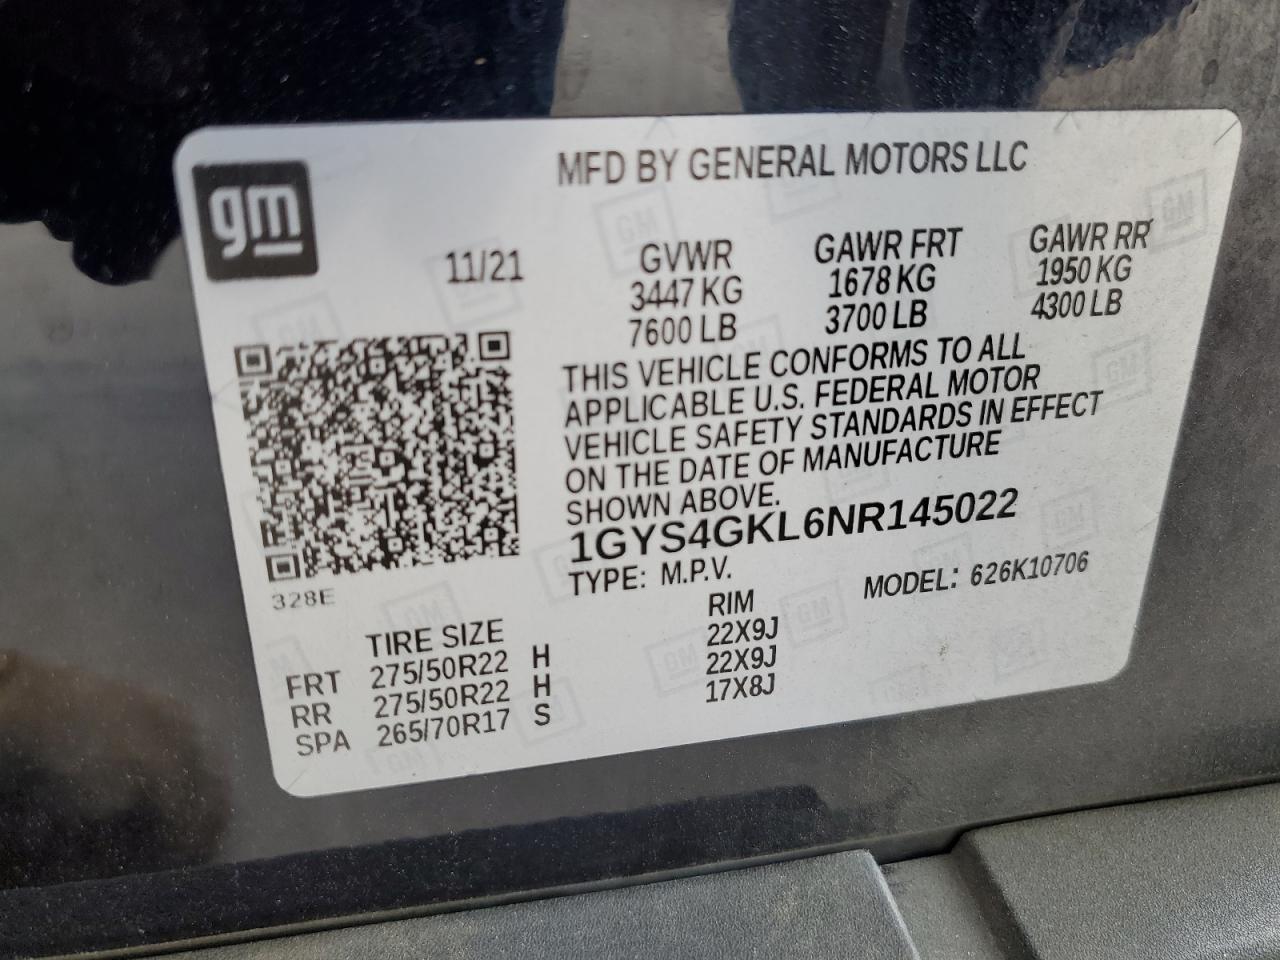 gm
MFD BY GENERAL MOTORS LLC
11/21
GVWR GAWR FRT GAWR RR
3447 KG 1678 KG 1950 KG
7600 LB 3700 LB 4300 LB
THIS VEHICLE CONFORMS TO ALL
APPLICABLE U.S. FEDERAL MOTOR
VEHICLE SAFETY STANDARDS IN EFFECT
ON THE DATE OF MANUFACTURE
SHOWN ABOVE.
1GYS4GKL6NR145022
TYPE: M.P.V. MODEL: 626K10706
328E
TIRE SIZE RIM
FRT 275/50R22 H 22X9J
RR 275/50R22 H 22X9J
SPA 265/70R17 S 17X8J